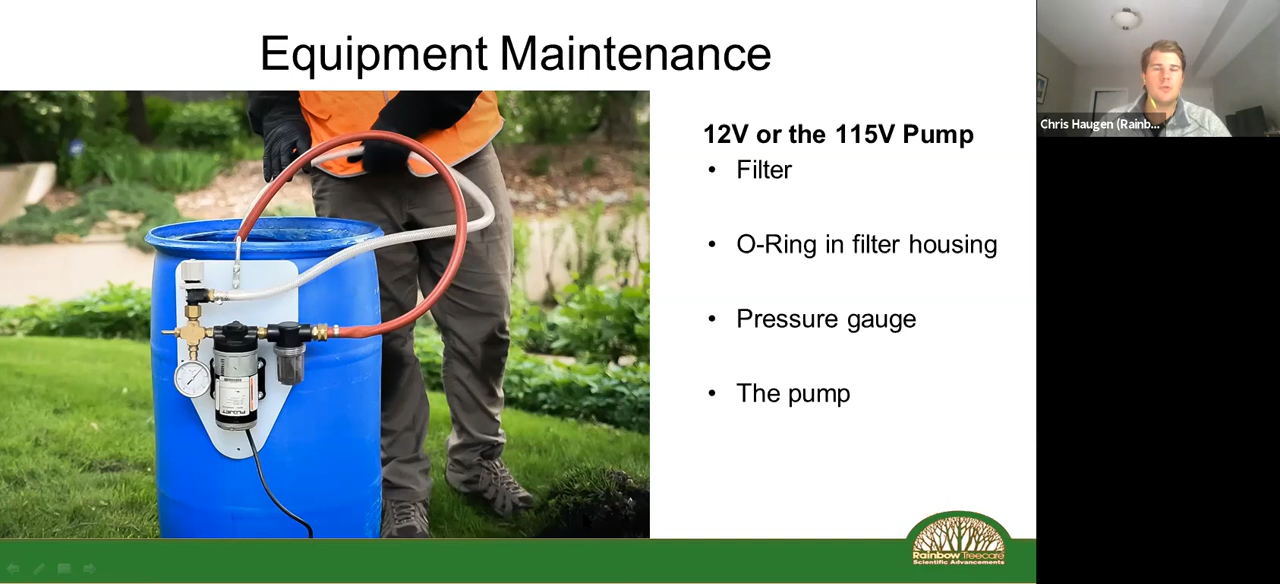 Equipment Maintenance
12V or the 115V Pump
• Filter
• O-Ring in filter housing
• Pressure gauge
• The pump
Chris Haugen (Rainb...
FLOJET
Rainbow Treecare
Scientific Advancements